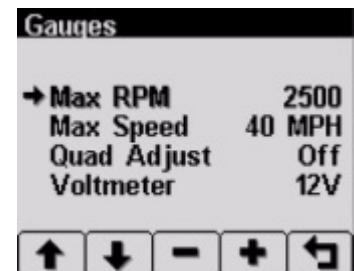 Gauges
Max RPM 2500
Max Speed 40 MPH
Quad Adjust Off
Voltmeter 12V